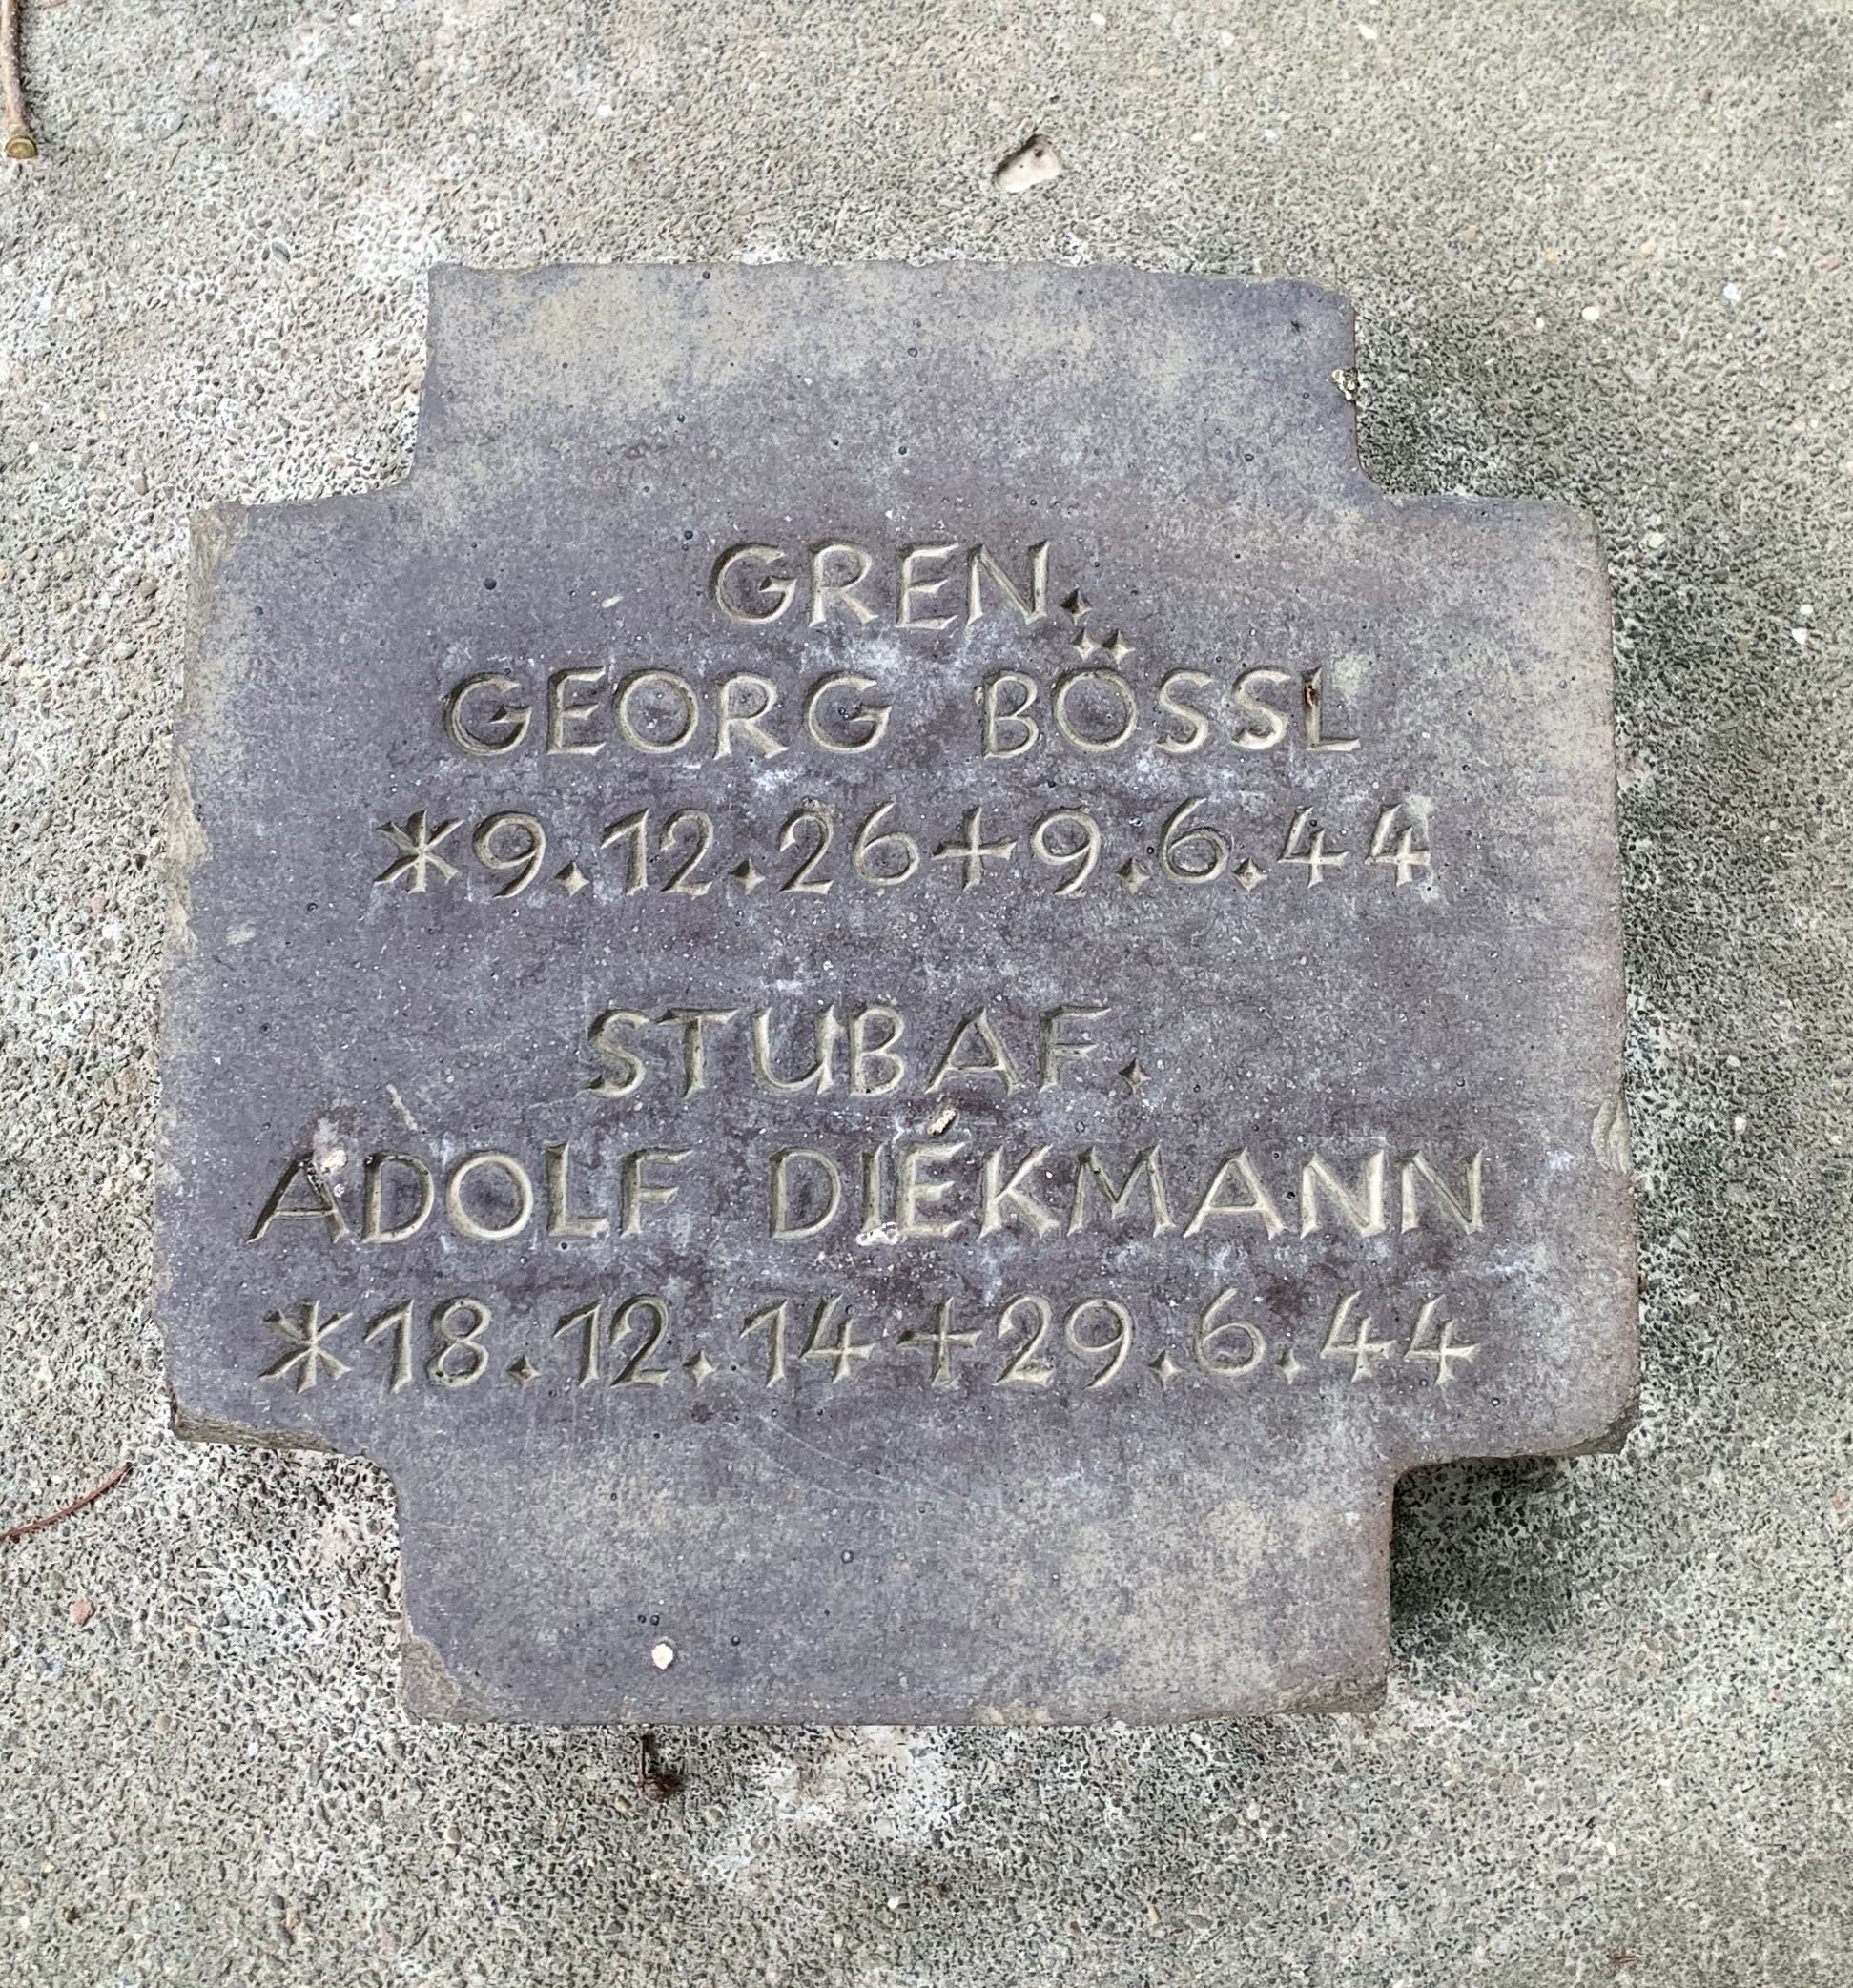 GREN.
GEORG BÖSSL
*9.12.26+9.6.44
STUBAF.
ADOLF DIEKMANN
*18.12.14+29.6.44